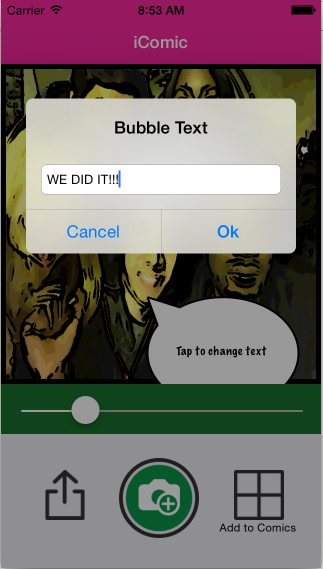 Carrier 8:53 AM
iComic
Bubble Text
WE DID IT!!!
Cancel Ok
Tap to change text
Add to Comics